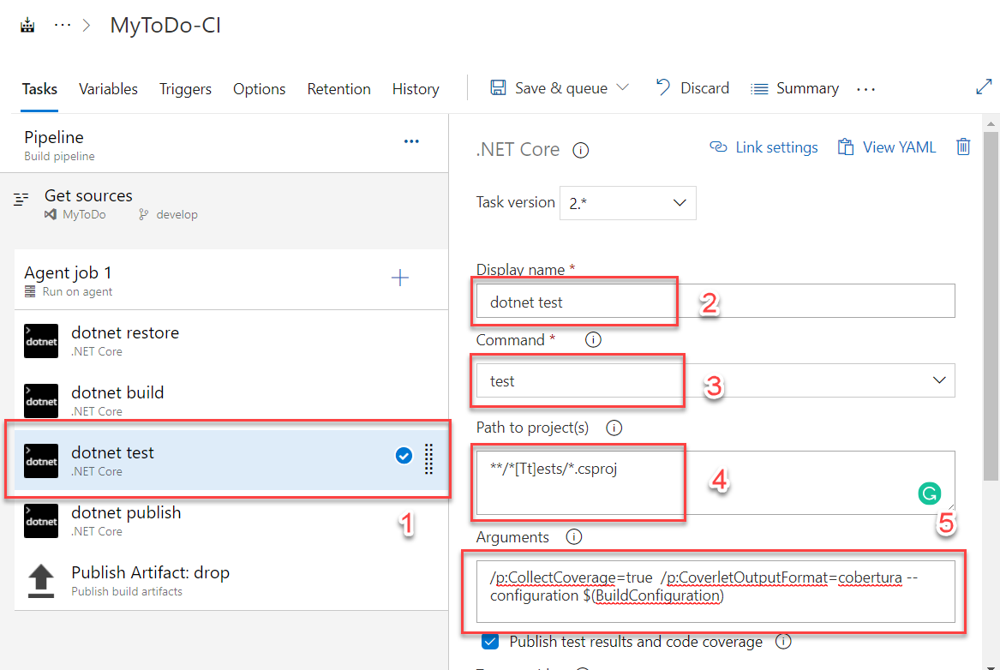 ··· > MyToDo-CI
Tasks Variables Triggers Options Retention History Save & queue Discard Summary ···
Pipeline ···
Build pipeline
Get sources
MyToDo develop
Agent job 1 +
Run on agent
dotnet dotnet restore
.NET Core
dotnet dotnet build
.NET Core
dotnet dotnet test
.NET Core
1
dotnet dotnet publish
.NET Core
Publish Artifact: drop
Publish build artifacts
.NET Core Link settings View YAML
Task version 2.*
Display name *
dotnet test 2
Command *
test 3
Path to project(s)
**/*[Tt]ests/*.csproj 4
5
Arguments
/p:CollectCoverage=true /p:CoverletOutputFormat=cobertura --
configuration $(BuildConfiguration)
Publish test results and code coverage